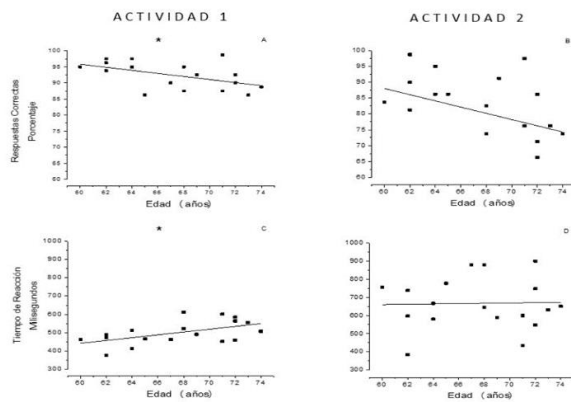 ACTIVIDAD 1
ACTIVIDAD 2
* A
Respuestas Correctas
Porcentaje
100
95
90
85
80
75
70
65
60
60 62 64 66 68 70 72 74
Edad (años)
B
100
95
90
85
80
75
70
65
60
60 62 64 66 68 70 72 74
Edad (años)
* C
Tiempo de Reacción
Milisegundos
1000
900
800
700
600
500
400
300
60 62 64 66 68 70 72 74
Edad (años)
D
1000
900
800
700
600
500
400
300
60 62 64 66 68 70 72 74
Edad (años)